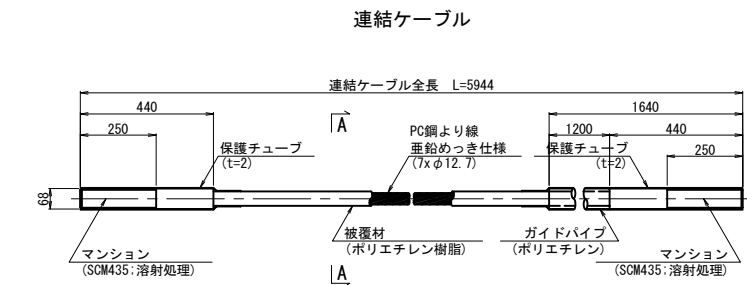 連結ケーブル
連結ケーブル全長　L=5944
440
1640
250
A
PC鋼より線
亜鉛めっき仕様
(7xφ12.7)
1200
440
保護チューブ
(t=2)
保護チューブ
(t=2)
250
68
被覆材
(ポリエチレン樹脂)
ガイドパイプ
(ポリエチレン)
マンション
(SCM435;溶射処理)
マンション
(SCM435;溶射処理)
A